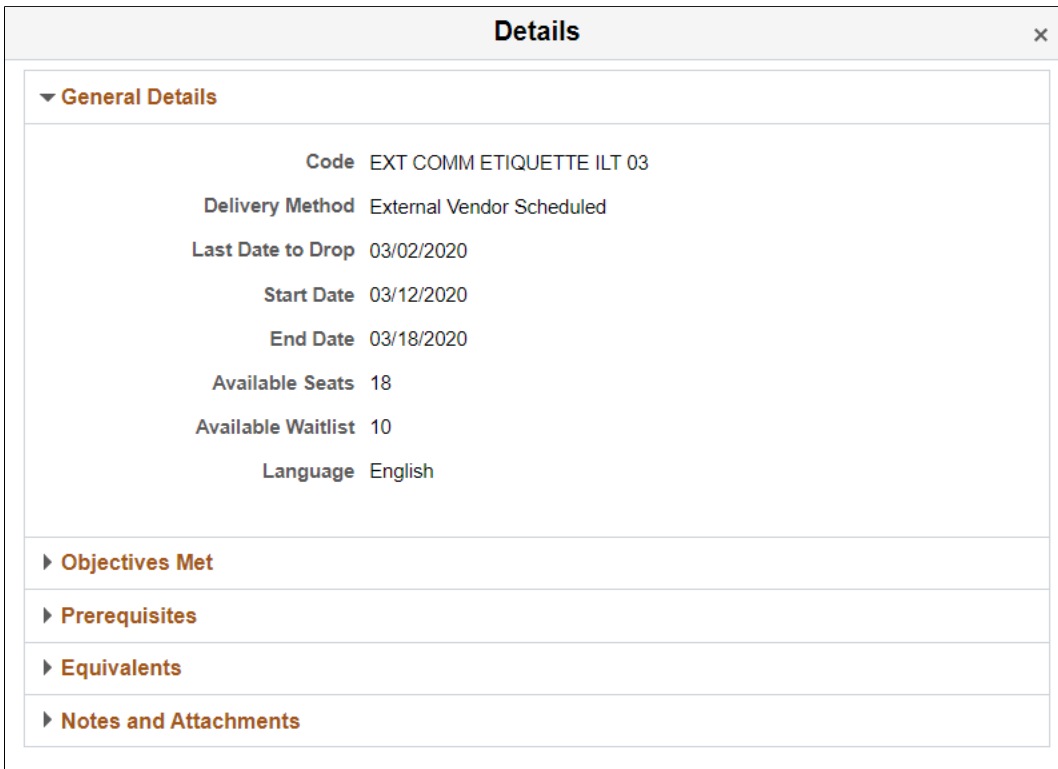 Details
General Details
Code EXT COMM ETIQUETTE ILT 03
Delivery Method External Vendor Scheduled
Last Date to Drop 03/02/2020
Start Date 03/12/2020
End Date 03/18/2020
Available Seats 18
Available Waitlist 10
Language English
Objectives Met
Prerequisites
Equivalents
Notes and Attachments